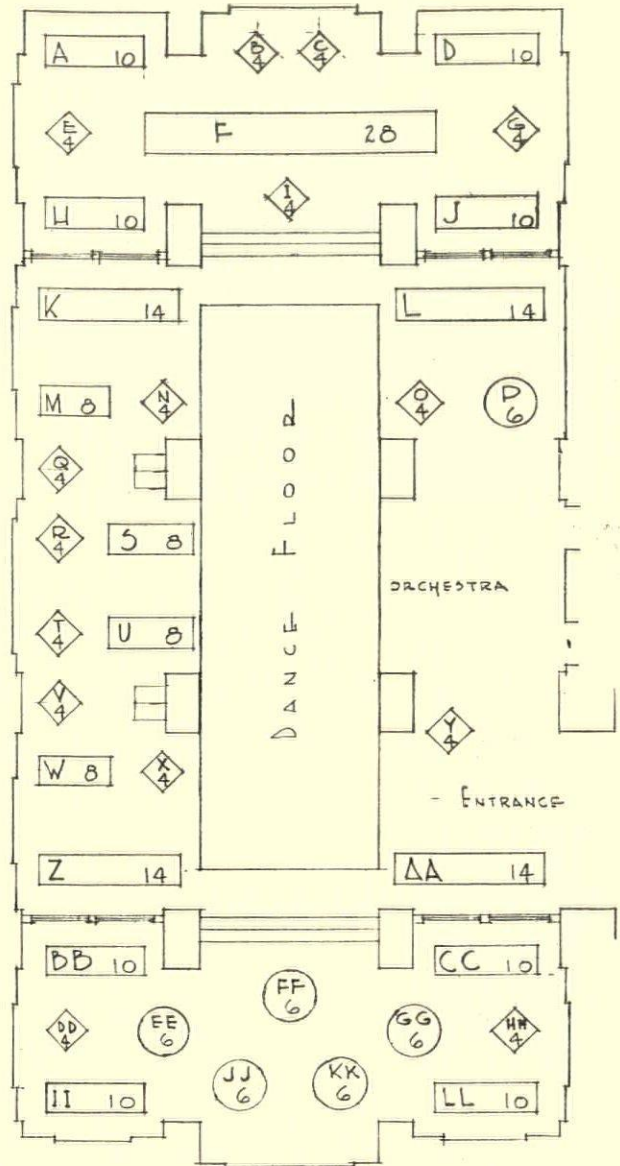 A 10
B 4
C 4
D 10
E 4
F 28
G 4
H 10
I 4
J 10
K 14
L 14
M 8
N 4
O 4
P 6
Q 4
R 4
S 8
DANCE FLOOR
ORCHESTRA
T 4
U 8
V 4
Y 4
W 8
X 4
- ENTRANCE
Z 14
AA 14
BB 10
CC 10
FF 6
DD 4
EE 6
GG 6
HH 4
JJ 6
KK 6
II 10
LL 10